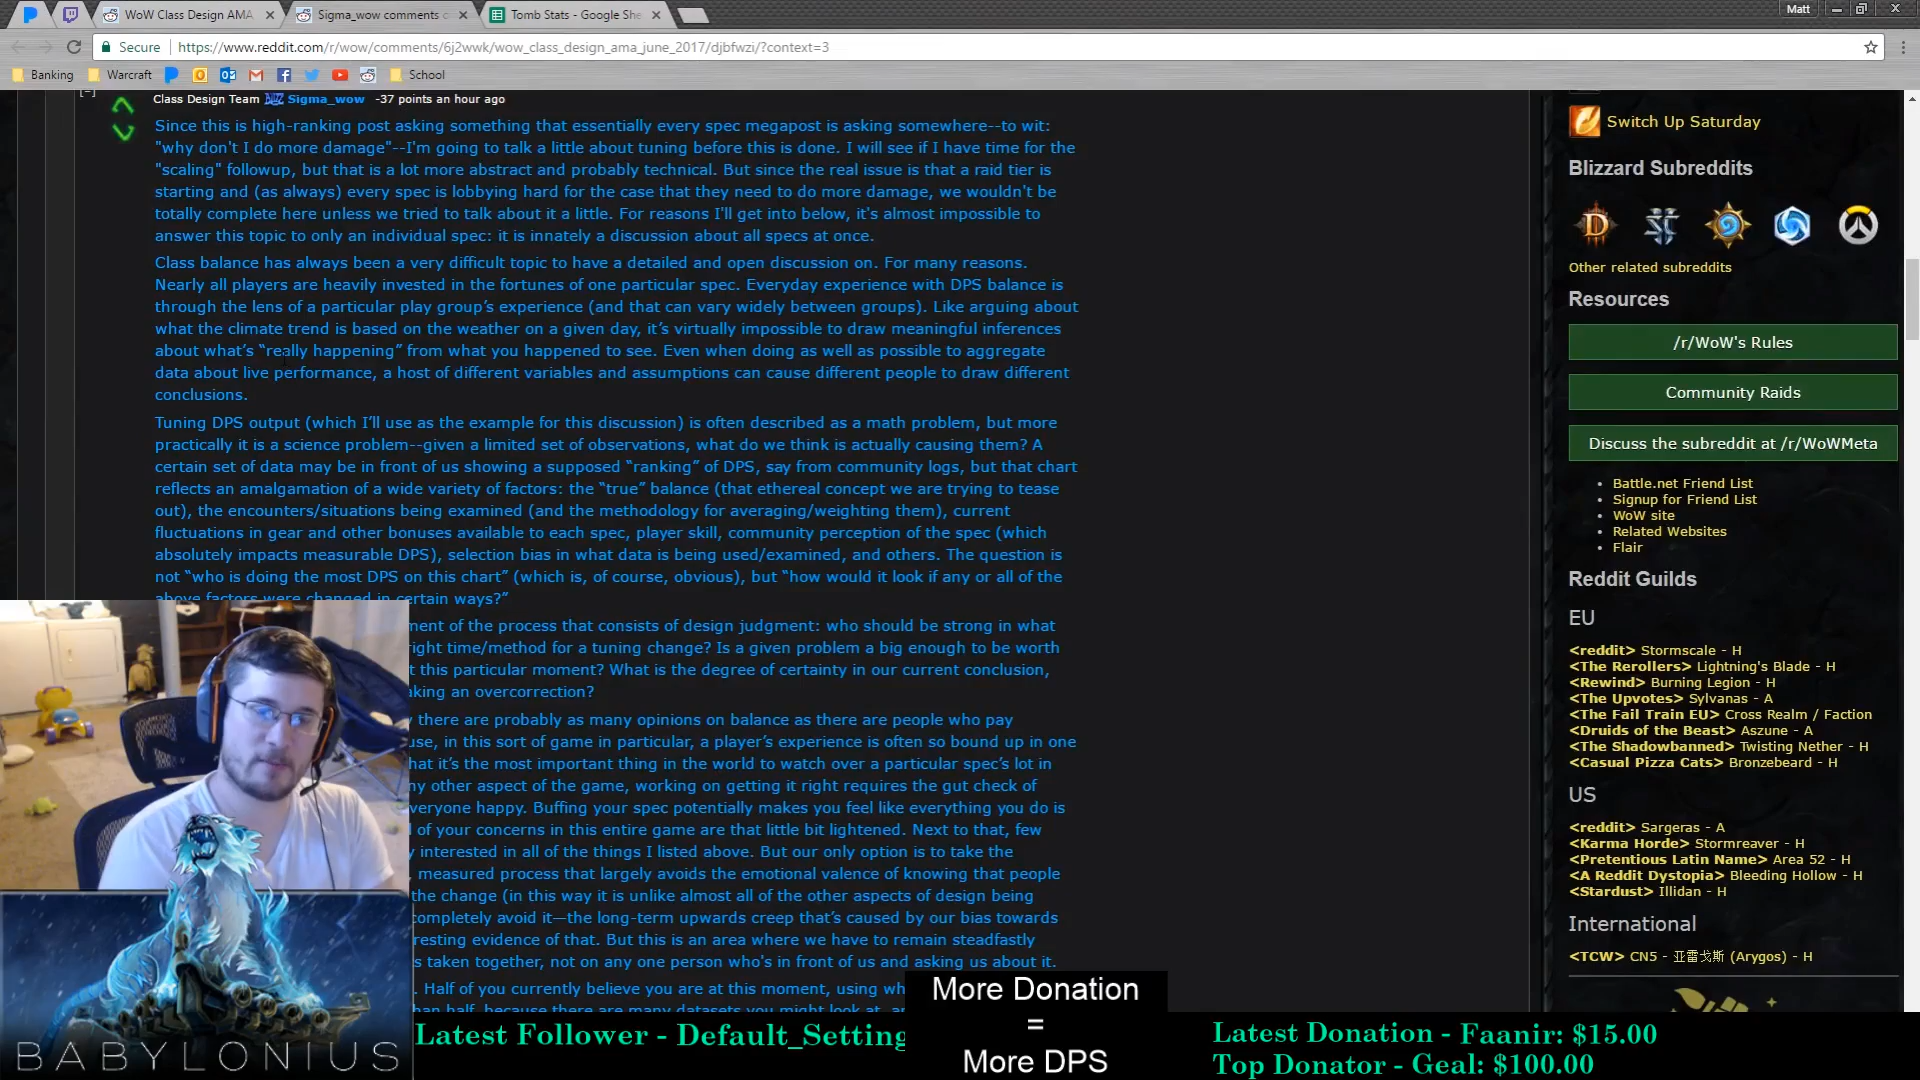 WoW Class Design AMA
Sigma_wow comments o
Tomb Stats - Google She
Matt
Secure
https://www.reddit.com/r/wow/comments/6j2wwk/wow_class_design_ama_june_2017/djbfwzi/?context=3
Banking
Warcraft
School
[-]
Class Design Team Sigma_wow -37 points an hour ago
Since this is high-ranking post asking something that essentially every spec megapost is asking somewhere--to wit:
"why don't I do more damage"--I'm going to talk a little about tuning before this is done. I will see if I have time for the
"scaling" followup, but that is a lot more abstract and probably technical. But since the real issue is that a raid tier is
starting and (as always) every spec is lobbying hard for the case that they need to do more damage, we wouldn't be
totally complete here unless we tried to talk about it a little. For reasons I'll get into below, it's almost impossible to
answer this topic to only an individual spec: it is innately a discussion about all specs at once.
Class balance has always been a very difficult topic to have a detailed and open discussion on. For many reasons.
Nearly all players are heavily invested in the fortunes of one particular spec. Everyday experience with DPS balance is
through the lens of a particular play group’s experience (and that can vary widely between groups). Like arguing about
what the climate trend is based on the weather on a given day, it’s virtually impossible to draw meaningful inferences
about what’s “really happening” from what you happened to see. Even when doing as well as possible to aggregate
data about live performance, a host of different variables and assumptions can cause different people to draw different
conclusions.
Tuning DPS output (which I’ll use as the example for this discussion) is often described as a math problem, but more
practically it is a science problem--given a limited set of observations, what do we think is actually causing them? A
certain set of data may be in front of us showing a supposed “ranking” of DPS, say from community logs, but that chart
reflects an amalgamation of a wide variety of factors: the “true” balance (that ethereal concept we are trying to tease
out), the encounters/situations being examined (and the methodology for averaging/weighting them), current
fluctuations in gear and other bonuses available to each spec, player skill, community perception of the spec (which
absolutely impacts measurable DPS), selection bias in what data is being used/examined, and others. The question is
not “who is doing the most DPS on this chart” (which is, of course, obvious), but “how would it look if any or all of the
above factors were changed in certain ways?”
ment of the process that consists of design judgment: who should be strong in what
right time/method for a tuning change? Is a given problem a big enough to be worth
t this particular moment? What is the degree of certainty in our current conclusion,
aking an overcorrection?
y there are probably as many opinions on balance as there are people who pay
use, in this sort of game in particular, a player’s experience is often so bound up in one
hat it’s the most important thing in the world to watch over a particular spec’s lot in
ny other aspect of the game, working on getting it right requires the gut check of
veryone happy. Buffing your spec potentially makes you feel like everything you do is
l of your concerns in this entire game are that little bit lightened. Next to that, few
y interested in all of the things I listed above. But our only option is to take the
, measured process that largely avoids the emotional valence of knowing that people
the change (in this way it is unlike almost all of the other aspects of design being
completely avoid it—the long-term upwards creep that’s caused by our bias towards
resting evidence of that. But this is an area where we have to remain steadfastly
s taken together, not on any one person who's in front of us and asking us about it.
. Half of you currently believe you are at this moment, using wh
Switch Up Saturday
Blizzard Subreddits
Other related subreddits
Resources
/r/WoW's Rules
Community Raids
Discuss the subreddit at /r/WoWMeta
Battle.net Friend List
Signup for Friend List
WoW site
Related Websites
Flair
Reddit Guilds
EU
<reddit> Stormscale - H
<The Rerollers> Lightning's Blade - H
<Rewind> Burning Legion - H
<The Upvotes> Sylvanas - A
<The Fail Train EU> Cross Realm / Faction
<Druids of the Beast> Aszune - A
<The Shadowbanned> Twisting Nether - H
<Casual Pizza Cats> Bronzebeard - H
US
<reddit> Sargeras - A
<Karma Horde> Stormreaver - H
<Pretentious Latin Name> Area 52 - H
<A Reddit Dystopia> Bleeding Hollow - H
<Stardust> Illidan - H
International
<TCW> CN5 - 亚雷戈斯 (Arygos) - H
BABYLONIUS
Latest Follower - Default_Setting
More Donation
=
More DPS
Latest Donation - Faanir: $15.00
Top Donator - Geal: $100.00